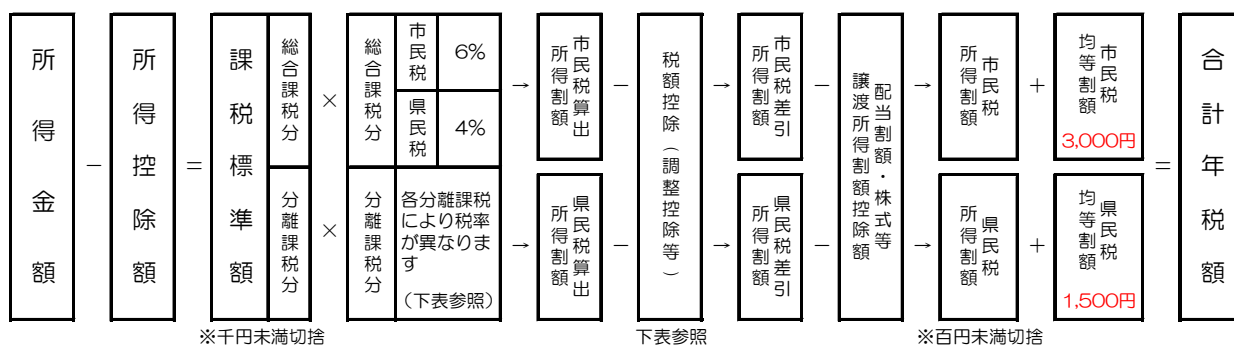 所得金額
−
所得控除額
＝
課税標準額
総合課税分
×
総合課税分
市民税
6%
県民税
4%
分離課税分
×
分離課税分
各分離課税
により税率
が異なりま
す
（下表参照）
→
市民税算出
所得割額
−
→
県民税算出
所得割額
−
税額控除（調整控除等）
→
市民税差引
所得割額
−
→
県民税差引
所得割額
−
配当割額・株式等
譲渡所得割額控除額
→
市民税
所得割額
＋
市民税
均等割額
3,000円
→
県民税
所得割額
＋
県民税
均等割額
1,500円
＝
合計年税額
※千円未満切捨
下表参照
※百円未満切捨